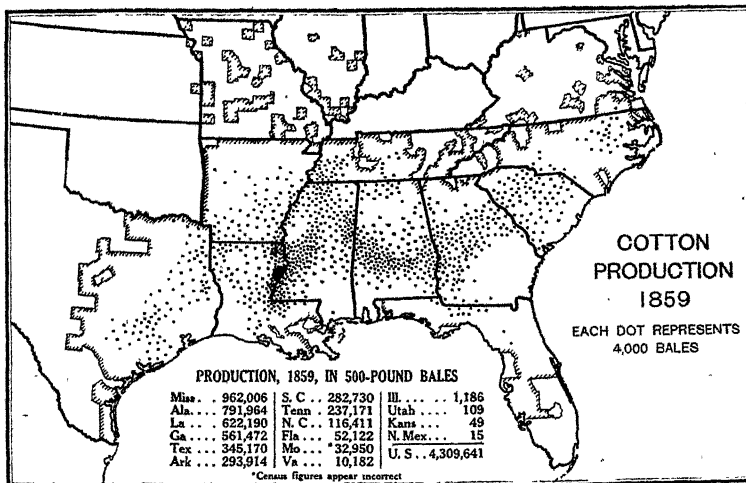 COTTON
PRODUCTION
1859
EACH DOT REPRESENTS
4,000 BALES
PRODUCTION, 1859, IN 500-POUND BALES
Miss.. 962,006 S. C .. 282,730 Ill..... 1,186
Ala... 791,964 Tenn . 237,171 Utah ... 109
La ... 622,190 N. C .. 116,411 Kans ... 49
Ga ... 561,472 Fla ... 52,122 N. Mex... 15
Tex .. 345,170 Mo ... *32,950 U. S .. 4,309,641
Ark ... 293,914 Va ... 10,182
*Census figures appear incorrect